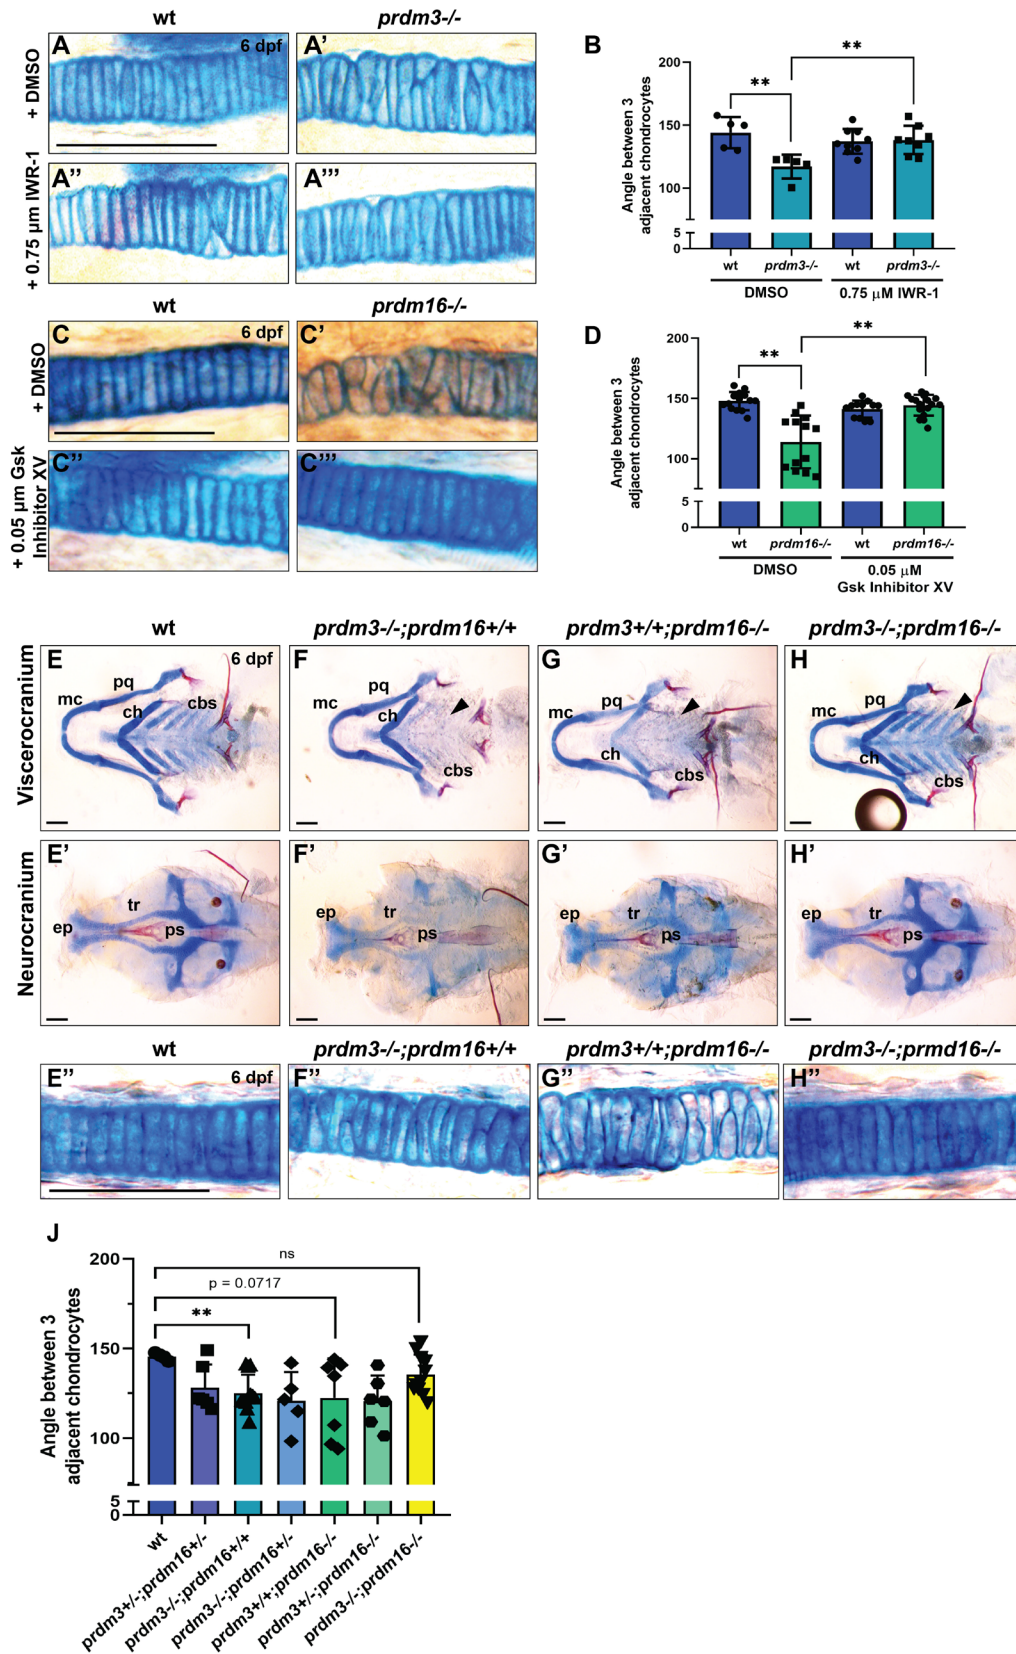 wt
prdm3-/-
+ DMSO
A
6 dpf
A’
+ 0.75 µm IWR-1
A’’
A’’’
B
Angle between 3
adjacent chondrocytes
200
150
100
5
0
**
**
wt
prdm3-/-
wt
prdm3-/-
DMSO
0.75 µM IWR-1
wt
prdm16-/-
+ DMSO
C
6 dpf
C’
+ 0.05 µm Gsk
Inhibitor XV
C’’
C’’’
D
Angle between 3
adjacent chondrocytes
200
150
100
5
0
**
**
wt
prdm16-/-
wt
prdm16-/-
DMSO
0.05 µM
Gsk Inhibitor XV
wt
prdm3-/-;prdm16+/+
prdm3+/+;prdm16-/-
prdm3-/-;prdm16-/-
Viscerocranium
E
6 dpf
mc
pq
ch
cbs
F
mc
pq
ch
cbs
G
mc
pq
ch
cbs
H
mc
pq
ch
cbs
Neurocranium
E’
ep
tr
ps
F’
ep
tr
ps
G’
ep
tr
ps
H’
ep
tr
ps
wt
prdm3-/-;prdm16+/+
prdm3+/+;prdm16-/-
prdm3-/-;prmd16-/-
E’’
6 dpf
F’’
G’’
H’’
J
Angle between 3
adjacent chondrocytes
200
150
100
5
0
ns
p = 0.0717
**
wt
prdm3+/-;prdm16+/-
prdm3-/-;prdm16+/+
prdm3-/-;prdm16+/-
prdm3+/+;prdm16-/-
prdm3+/-;prdm16-/-
prdm3-/-;prdm16-/-